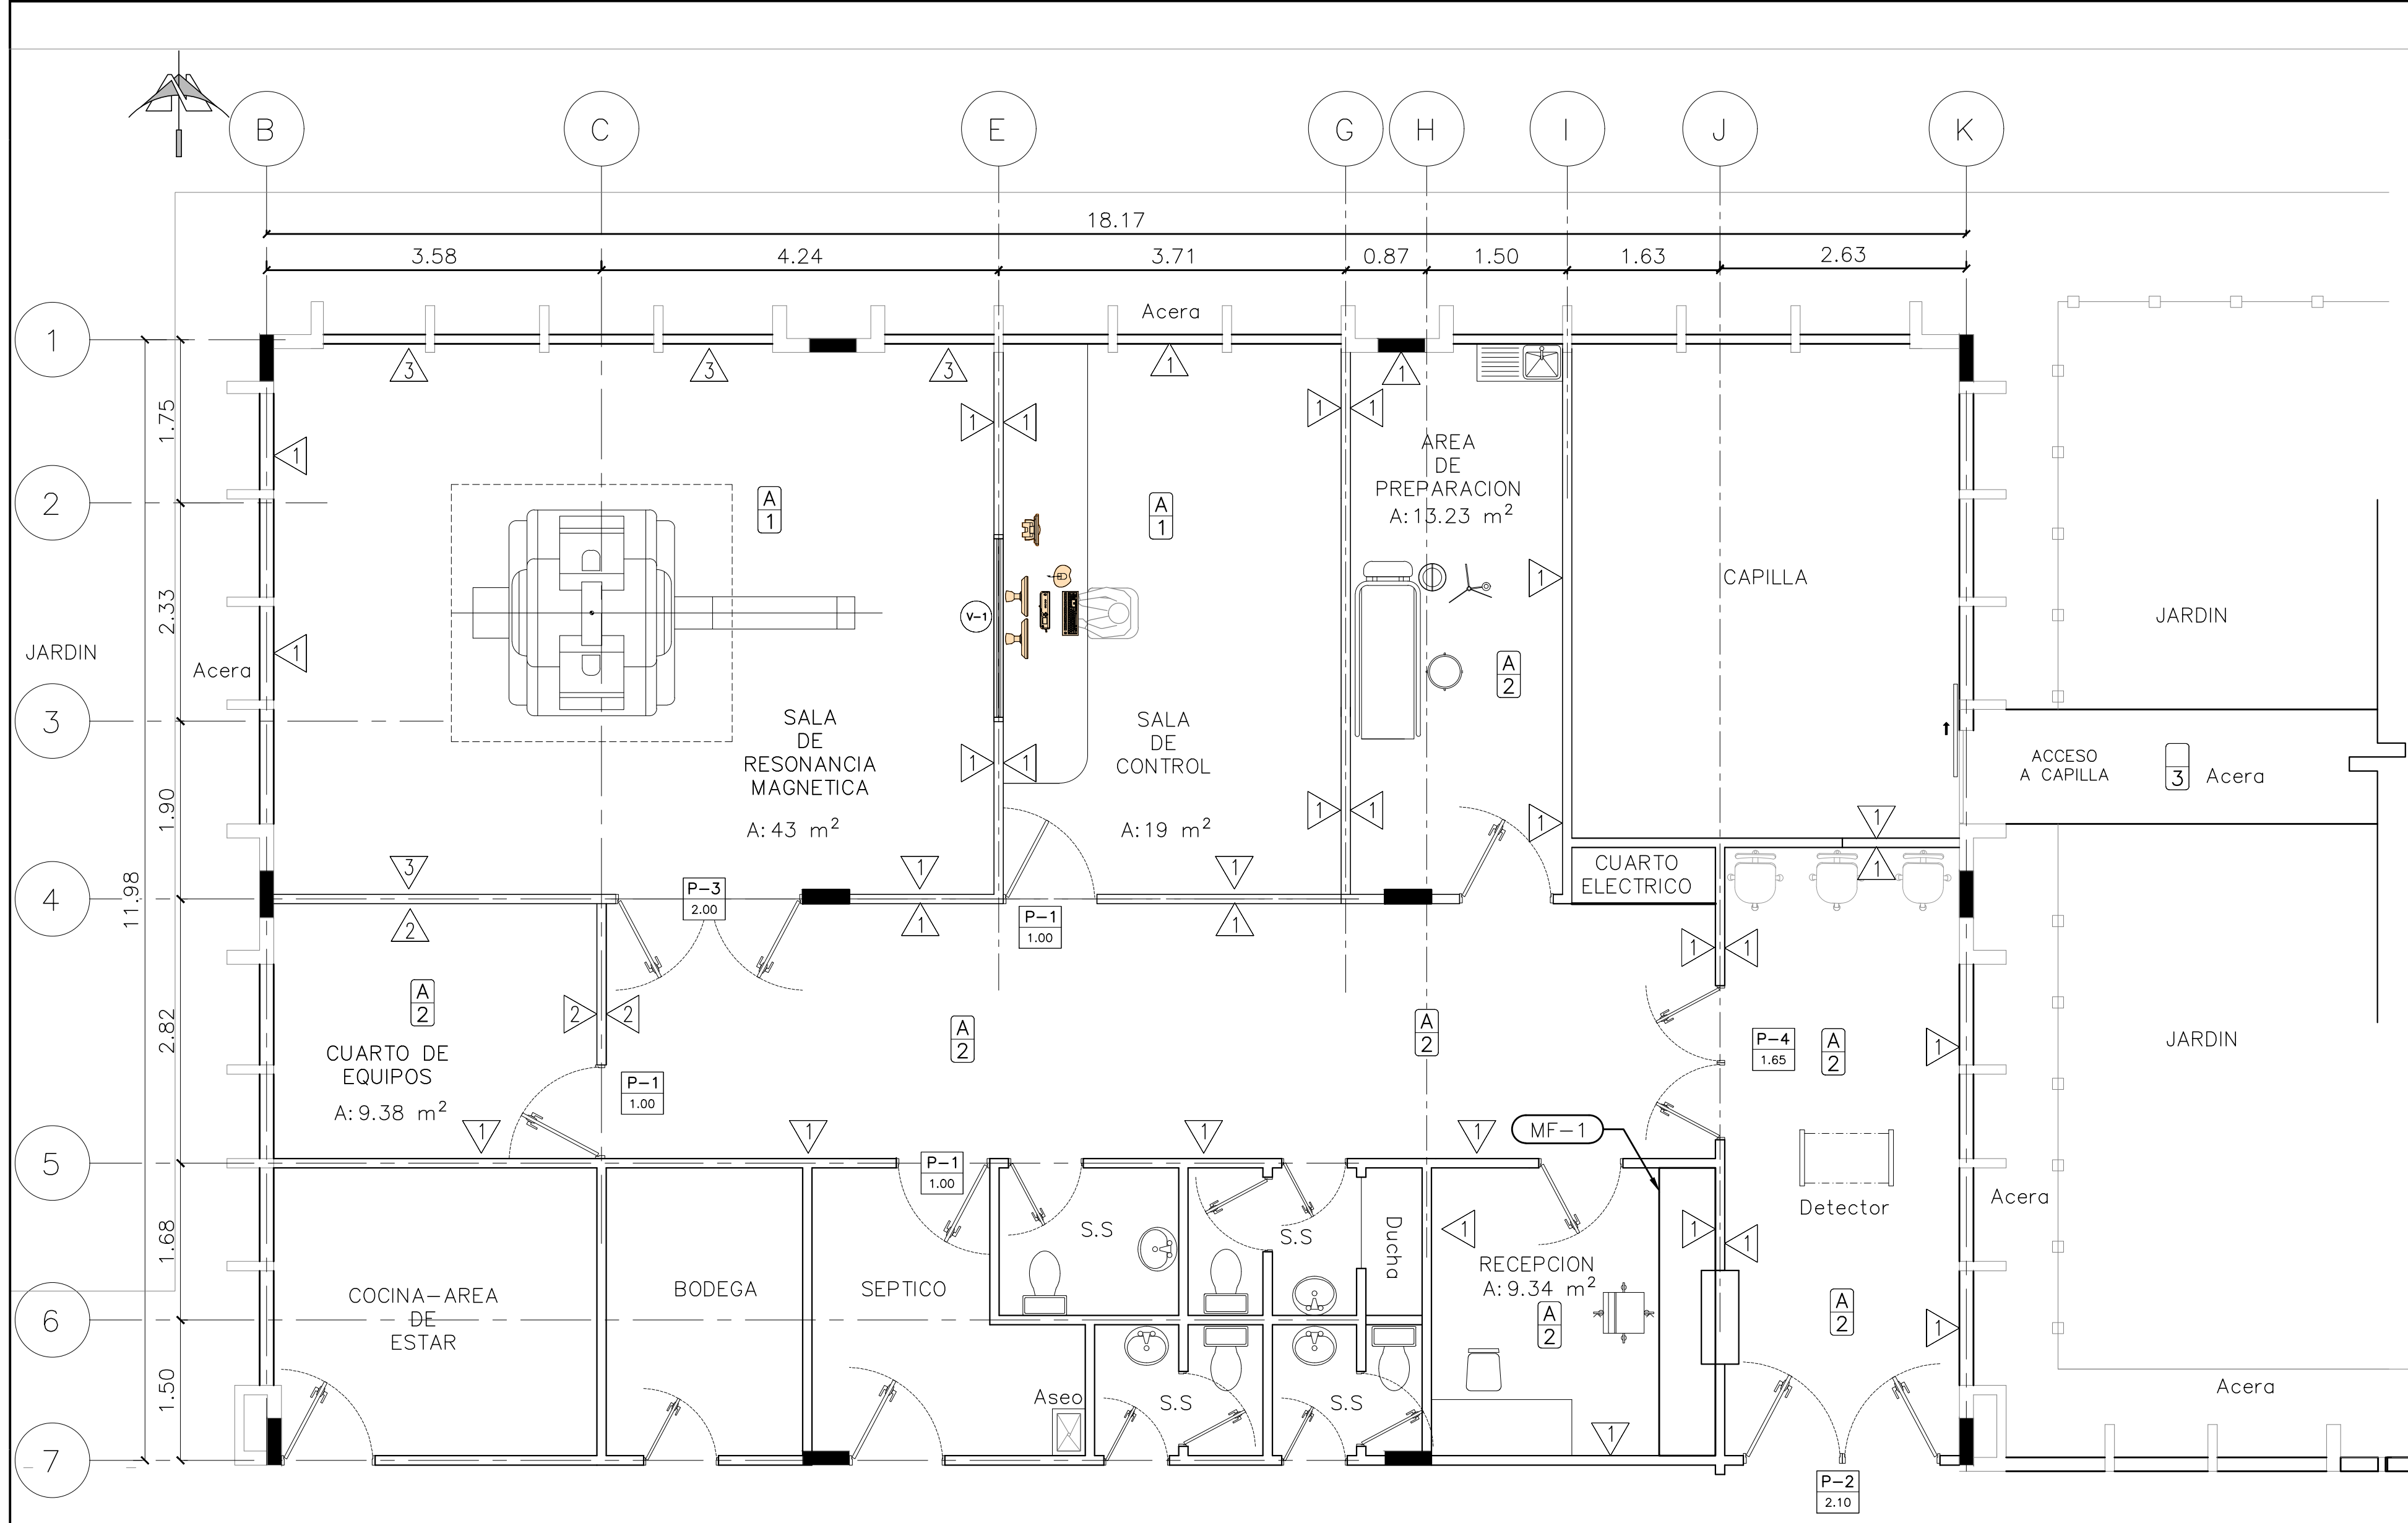 B
C
E
G
H
I
J
K
18.17
3.58
4.24
3.71
0.87
1.50
1.63
2.63
1
Acera
3
3
3
1
1
1.75
1
1
1
1
1
AREA
DE
PREPARACION
A:13.23 m²
2
A
1
A
1
1
CAPILLA
2.33
V-1
JARDIN
JARDIN
Acera
1
A
2
3
SALA
DE
RESONANCIA
MAGNETICA
A:43 m²
SALA
DE
CONTROL
A:19 m²
1
1
ACCESO
A CAPILLA
3
Acera
1.90
1
1
1
1
1
CUARTO
ELECTRICO
3
1
1
4
11.98
P-3
2.00
P-1
1.00
2
1
1
1
1
A
2
2
2
A
2
A
2
P-4
1.65
A
2
1
JARDIN
2.82
CUARTO DE
EQUIPOS
A:9.38 m²
P-1
1.00
1
1
1
1
MF-1
5
P-1
1.00
Detector
Acera
1.68
S.S
S.S
Ducha
1
1
1
RECEPCION
A:9.34 m²
A
2
COCINA-AREA
DE
ESTAR
BODEGA
SEPTICO
A
2
1
6
1.50
Aseo
S.S
S.S
1
Acera
7
P-2
2.10